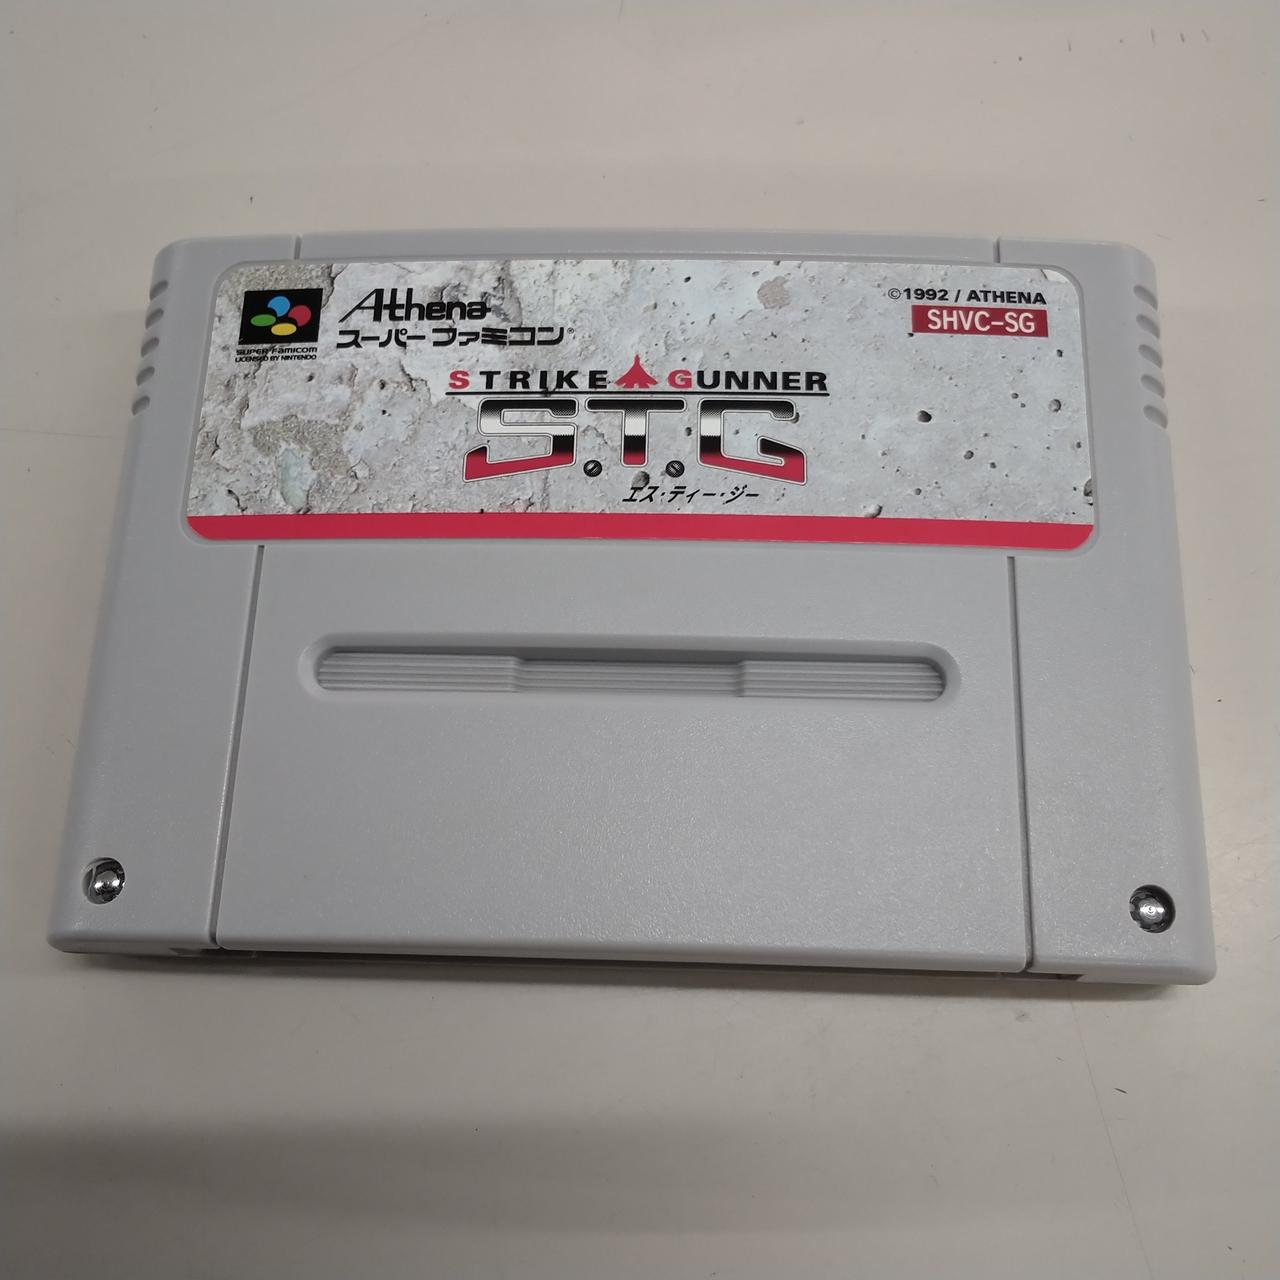 Athena
スーパーファミコン®
SUPER FAMICOM
LICENSED BY NINTENDO
©1992 / ATHENA
SHVC-SG
STRIKE GUNNER
S.T.G
エス・ティー・ジー